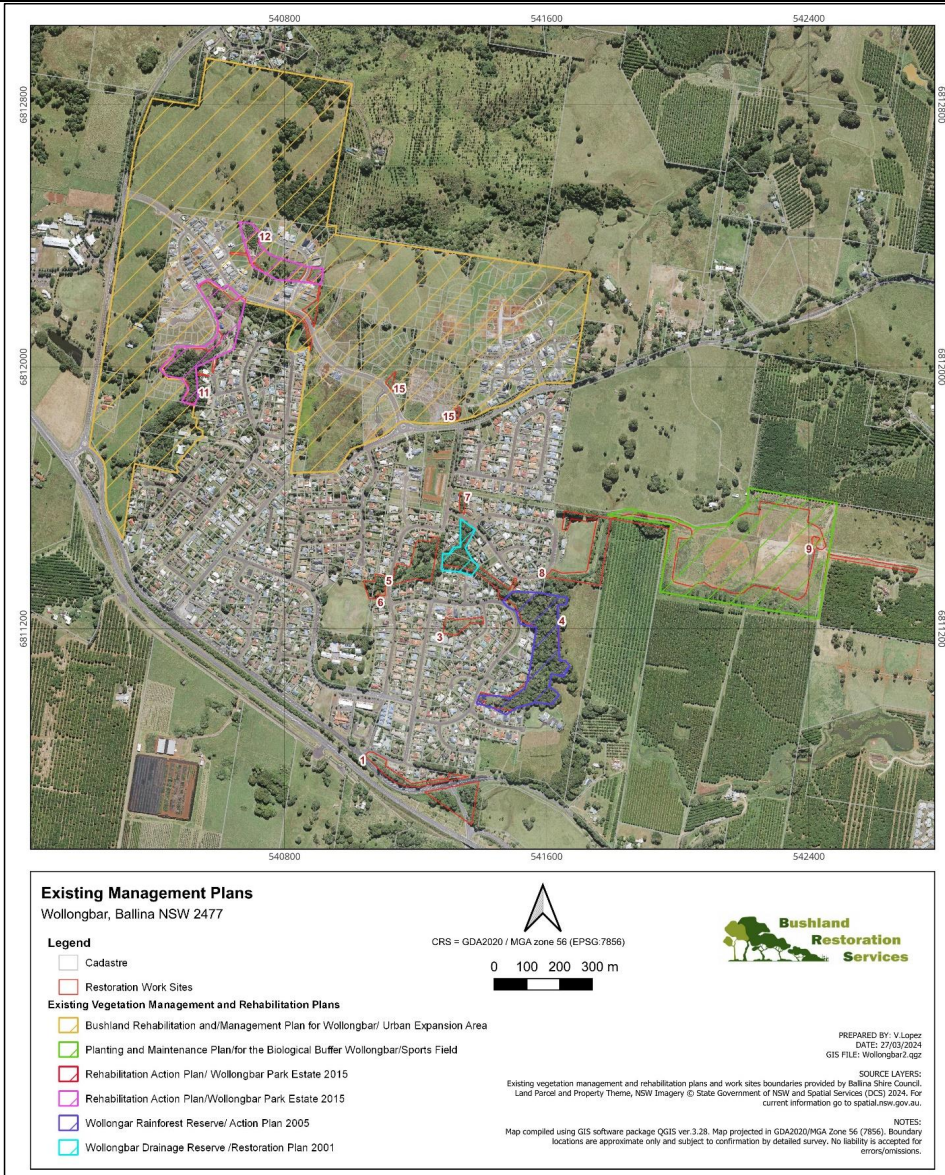 540800 541600 542400
6812800 6812800
12
6812000 6812000
11
15
15
7
5
6
8
9
3
4
6811200 6811200
1
540800 541600 542400
Existing Management Plans
Wollongbar, Ballina NSW 2477
Legend
Cadastre
Restoration Work Sites
Existing Vegetation Management and Rehabilitation Plans
Bushland Rehabilitation and/Management Plan for Wollongbar/ Urban Expansion Area
Planting and Maintenance Plan/for the Biological Buffer Wollongbar/Sports Field
Rehabilitation Action Plan/ Wollongbar Park Estate 2015
Rehabilitation Action Plan/Wollongbar Park Estate 2015
Wollongar Rainforest Reserve/ Action Plan 2005
Wollongbar Drainage Reserve /Restoration Plan 2001
CRS = GDA2020 / MGA zone 56 (EPSG:7856)
0 100 200 300 m
Bushland
Restoration
Services
PREPARED BY: V.Lopez
DATE: 27/03/2024
GIS FILE: Wollongbar2.qgz
SOURCE LAYERS:
Existing vegetation management and rehabilitation plans and work sites boundaries provided by Ballina Shire Council.
Land Parcel and Property Theme, NSW Imagery © State Government of NSW and Spatial Services (DCS) 2024. For
current information go to spatial.nsw.gov.au.
NOTES:
Map compiled using GIS software package QGIS ver.3.28. Map projected in GDA2020/MGA Zone 56 (7856). Boundary
locations are approximate only and subject to confirmation by detailed survey. No liability is accepted for
errors/omissions.